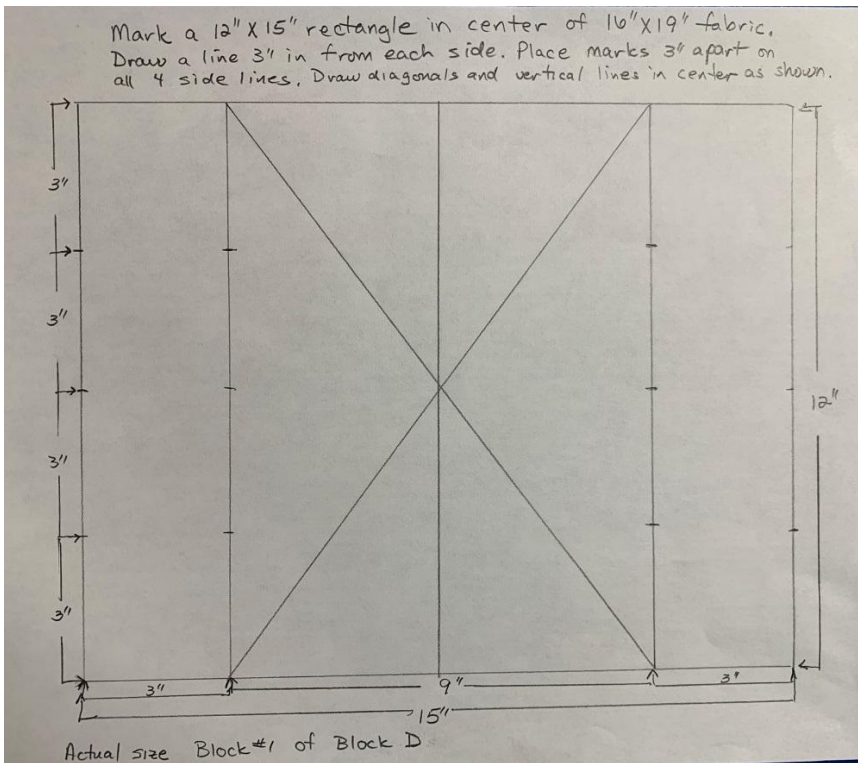 Mark a 12" X 15" rectangle in center of 16"X19" fabric.
Draw a line 3" in from each side. Place marks 3" apart on
all 4 side lines. Draw diagonals and vertical lines in center as shown.
3"
3"
3"
3"
12"
3"
9"
3"
15"
Actual size Block #1 of Block D